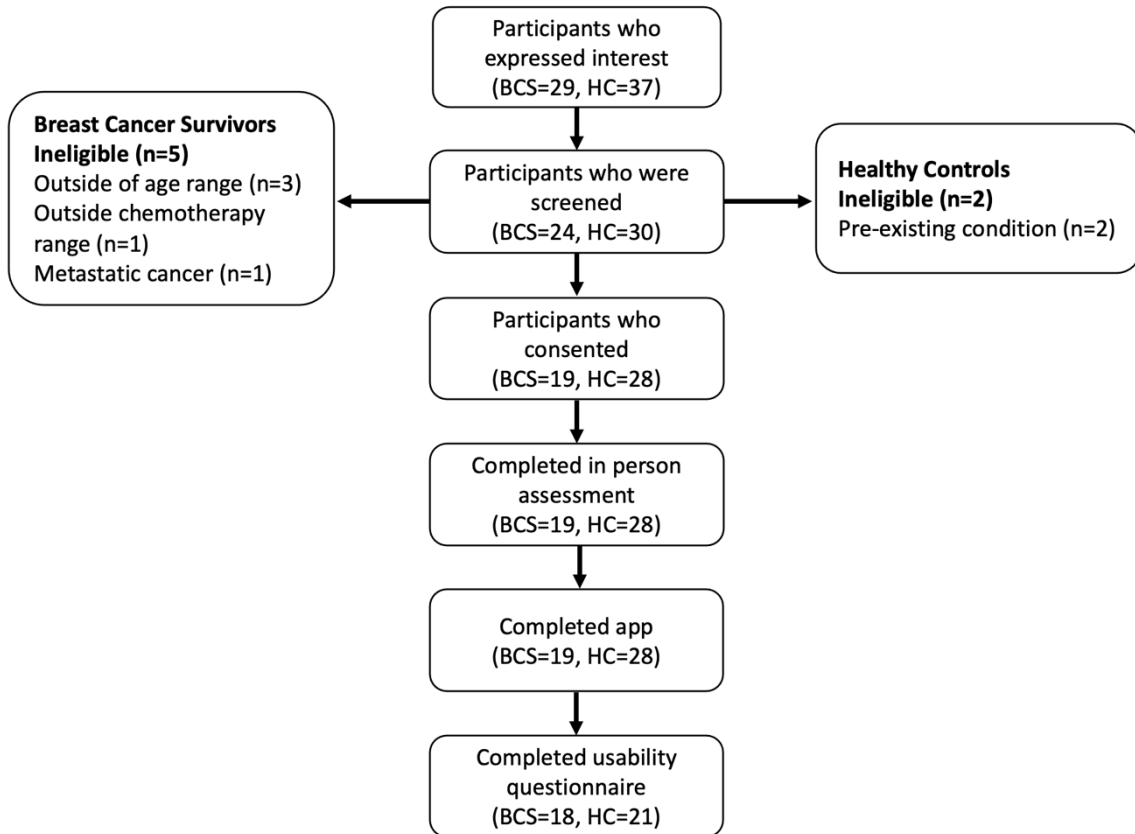 Participants who
expressed interest
(BCS=29, HC=37)
Breast Cancer Survivors
Ineligible (n=5)
Outside of age range (n=3)
Outside chemotherapy
range (n=1)
Metastatic cancer (n=1)
Participants who were
screened
(BCS=24, HC=30)
Healthy Controls
Ineligible (n=2)
Pre-existing condition (n=2)
Participants who
consented
(BCS=19, HC=28)
Completed in person
assessment
(BCS=19, HC=28)
Completed app
(BCS=19, HC=28)
Completed usability
questionnaire
(BCS=18, HC=21)